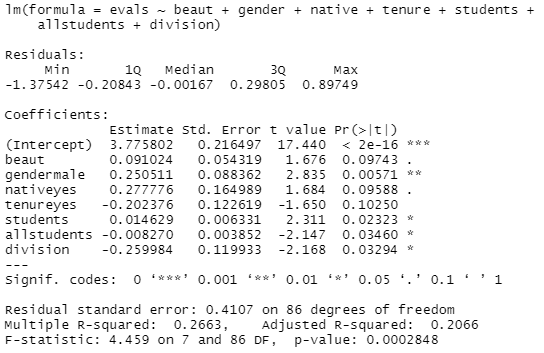 lm(formula = evals ~ beaut + gender + native + tenure + students +
allstudents + division)
Residuals:
Min 1Q Median 3Q Max
-1.37542 -0.20843 -0.00167 0.29805 0.89749
Coefficients:
Estimate Std. Error t value Pr(>|t|)
(Intercept) 3.775802 0.216497 17.440 < 2e-16 ***
beaut 0.091024 0.054319 1.676 0.09743 .
gendermale 0.250511 0.088362 2.835 0.00571 **
nativeyes 0.277776 0.164989 1.684 0.09588 .
tenureyes -0.202376 0.122619 -1.650 0.10250
students 0.014629 0.006331 2.311 0.02323 *
allstudents -0.008270 0.003852 -2.147 0.03460 *
division -0.259984 0.119933 -2.168 0.03294 *
---
Signif. codes: 0 ‘***’ 0.001 ‘**’ 0.01 ‘*’ 0.05 ‘.’ 0.1 ‘ ’ 1
Residual standard error: 0.4107 on 86 degrees of freedom
Multiple R-squared: 0.2663, Adjusted R-squared: 0.2066
F-statistic: 4.459 on 7 and 86 DF, p-value: 0.0002848